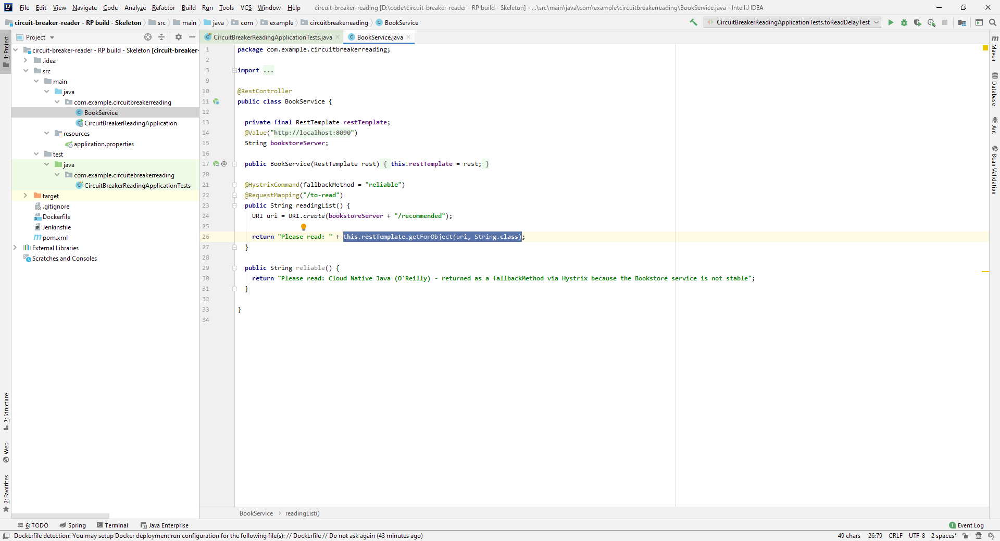 File Edit View Navigate Code Analyze Refactor Build Run Tools VCS Window Help circuit-breaker-reading [D:\code\circuit-breaker-reader - RP build - Skeleton] - ...\src\main\java\com\example\circuitbreakerreading\BookService.java - IntelliJ IDEA
circuit-breaker-reader - RP build - Skeleton src main java com example circuitbreakerreading BookService CircuitBreakerReadingApplicationTests.toReadDelayTest
Project
CircuitBreakerReadingApplicationTests.java BookService.java
1: Project
7: Structure
Web
2: Favorites
circuit-breaker-reader - RP build - Skeleton [circuit-breaker-
.idea
src
main
java
com.example.circuitbreakerreading
BookService
CircuitBreakerReadingApplication
resources
application.properties
test
java
com.example.circuitebreakerreading
CircuitBreakerReadingApplicationTests
target
.gitignore
Dockerfile
Jenkinsfile
pom.xml
External Libraries
Scratches and Consoles
1 package com.example.circuitbreakerreading;
2
3 import ...
9
10 @RestController
11 public class BookService {
12
13 private final RestTemplate restTemplate;
14 @Value("http://localhost:8090")
15 String bookstoreServer;
16
17 public BookService(RestTemplate rest) { this.restTemplate = rest; }
20
21 @HystrixCommand(fallbackMethod = "reliable")
22 @RequestMapping("/to-read")
23 public String readingList() {
24 URI uri = URI.create(bookstoreServer + "/recommended");
25
26 return "Please read: " + this.restTemplate.getForObject(uri, String.class);
27 }
28
29 public String reliable() {
30 return "Please read: Cloud Native Java (O'Reilly) - returned as a fallbackMethod via Hystrix because the Bookstore service is not stable";
31 }
32
33 }
34
Maven
Database
Ant
Bean Validation
BookService readingList()
6: TODO Spring Terminal Java Enterprise 1 Event Log
Dockerfile detection: You may setup Docker deployment run configuration for the following file(s): // Dockerfile // Do not ask again (43 minutes ago) 49 chars 26:79 CRLF UTF-8 2 spaces*